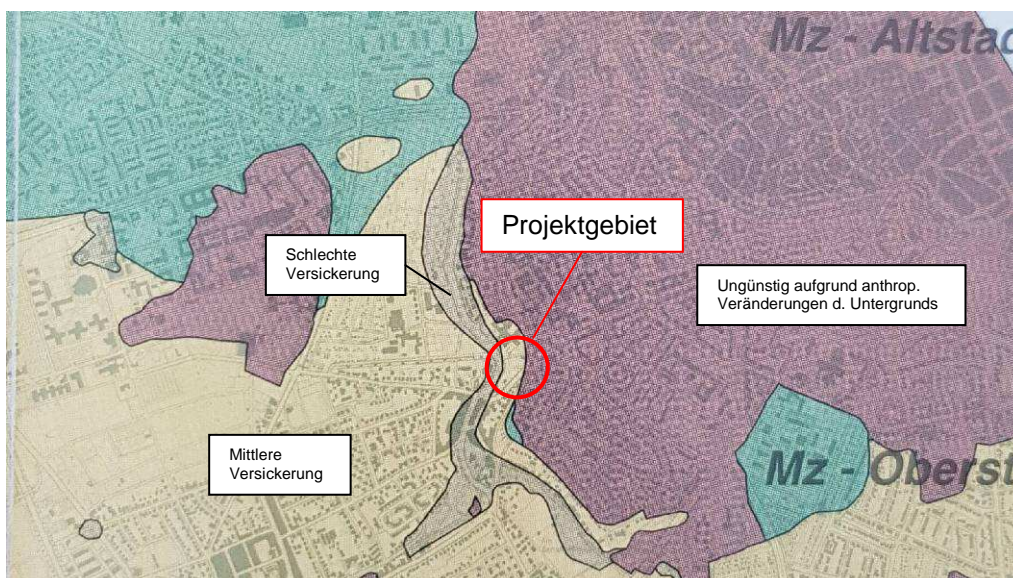 Mz - Altstad
Projektgebiet
Schlechte
Versickerung
Ungünstig aufgrund anthrop.
Veränderungen d. Untergrunds
Mittlere
Versickerung
Mz - Oberst